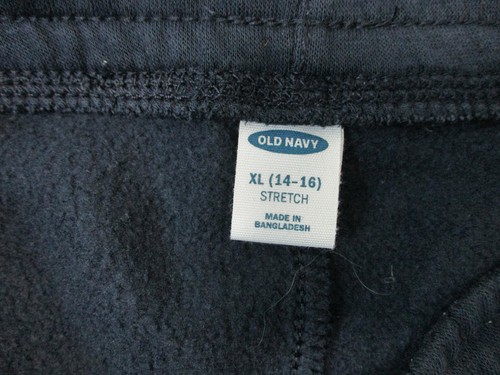 OLD NAVY
XL (14-16)
STRETCH
MADE IN
BANGLADESH